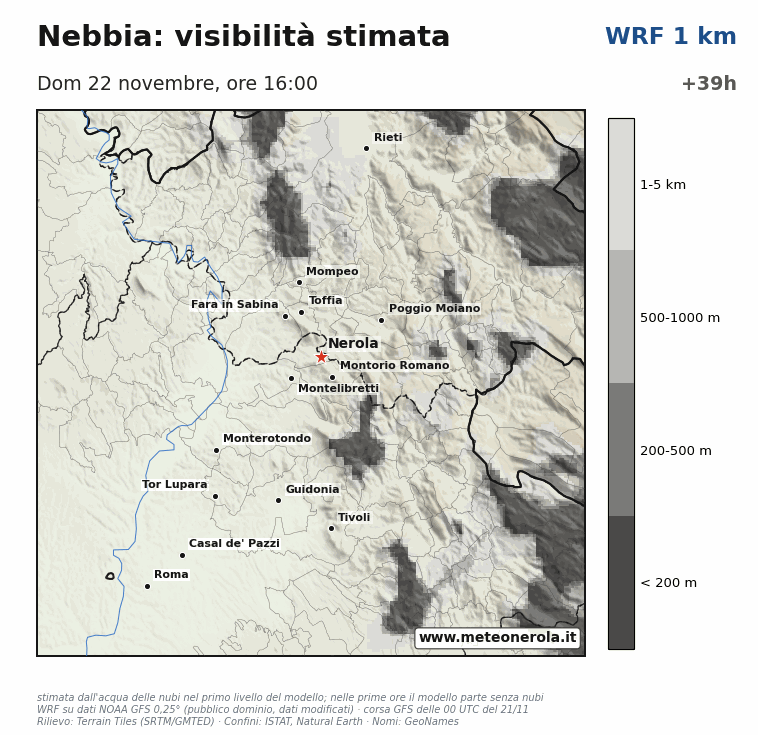 Nebbia: visibilità stimata
WRF 1 km
Dom 22 novembre, ore 16:00
+39h
Rieti
Mompeo
Fara in Sabina
Toffia
Poggio Moiano
Nerola
Montorio Romano
Montelibretti
Monterotondo
Tor Lupara
Guidonia
Tivoli
Casal de' Pazzi
Roma
www.meteonerola.it
1-5 km
500-1000 m
200-500 m
< 200 m
stimata dall'acqua delle nubi nel primo livello del modello; nelle prime ore il modello parte senza nubi
WRF su dati NOAA GFS 0,25° (pubblico dominio, dati modificati) · corsa GFS delle 00 UTC del 21/11
Rilievo: Terrain Tiles (SRTM/GMTED) · Confini: ISTAT, Natural Earth · Nomi: GeoNames